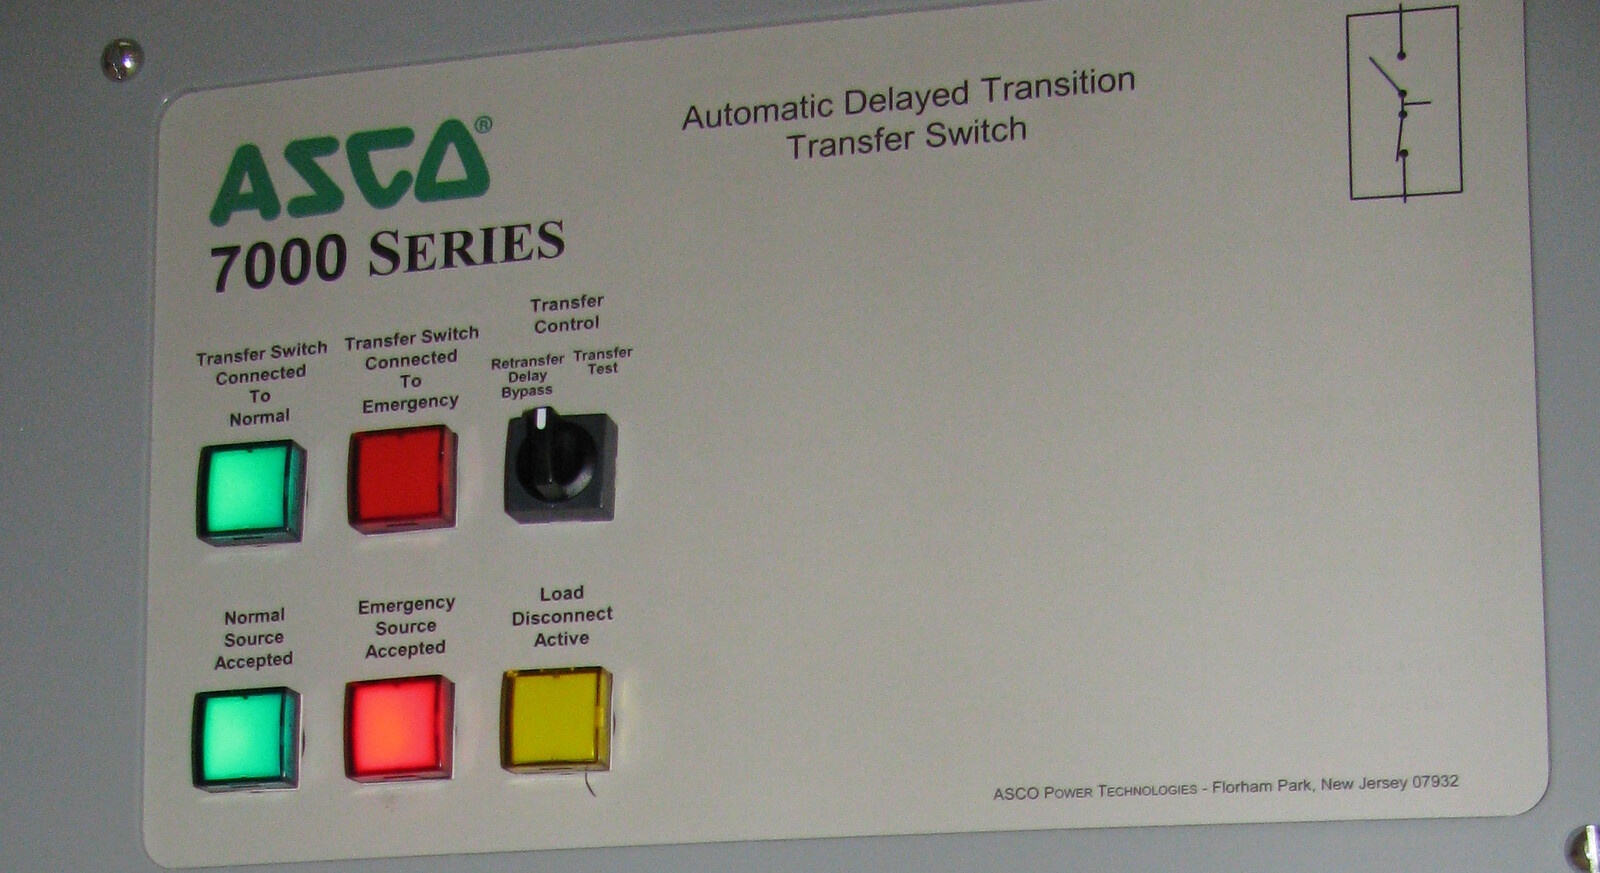 Automatic Delayed Transition
Transfer Switch
ASCO®
7000 SERIES
Transfer Switch
Connected
To
Normal
Transfer Switch
Connected
To
Emergency
Transfer
Control
Retransfer
Delay
Bypass
Transfer
Test
Normal
Source
Accepted
Emergency
Source
Accepted
Load
Disconnect
Active
ASCO POWER TECHNOLOGIES - Florham Park, New Jersey 07932